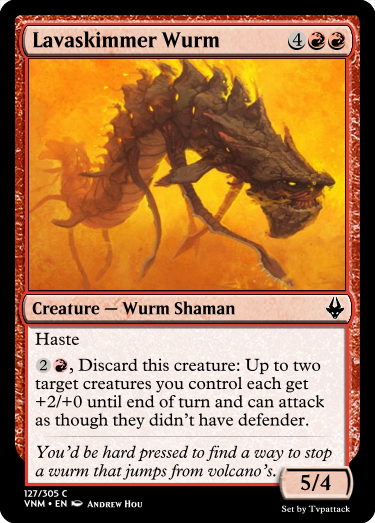 Lavaskimmer Wurm 4
Creature — Wurm Shaman
Haste
2, Discard this creature: Up to two
target creatures you control each get
+2/+0 until end of turn and can attack
as though they didn't have defender.
You'd be hard pressed to find a way to stop
a wurm that jumps from volcano's.
5/4
127/305 C
VNM • EN Andrew Hou
Set by Tvpattack